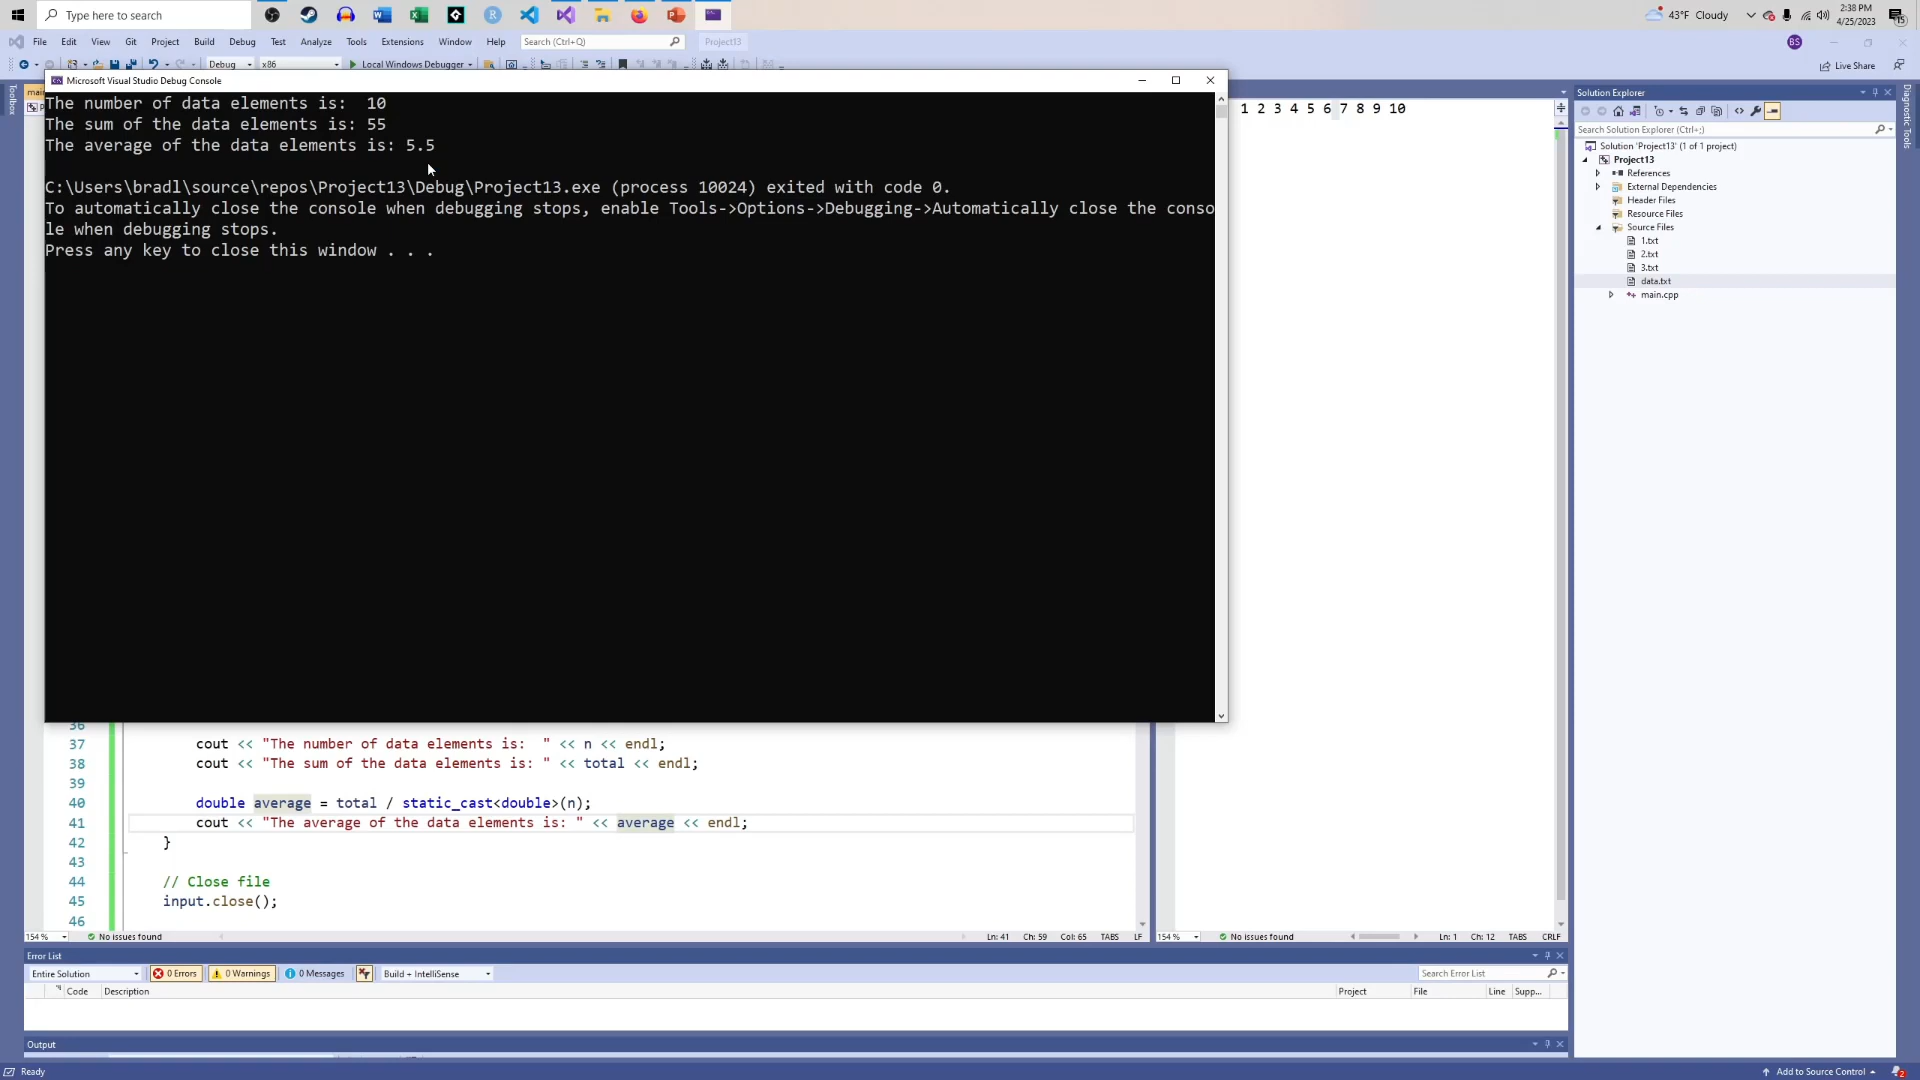 Type here to search
43°F Cloudy
2:38 PM
4/25/2023
15
File Edit View Git Project Build Debug Test Analyze Tools Extensions Window Help Search (Ctrl+Q) Project13
BS
Debug x86 Local Windows Debugger
Live Share
Microsoft Visual Studio Debug Console
The number of data elements is:  10
The sum of the data elements is: 55
The average of the data elements is: 5.5
C:\Users\bradl\source\repos\Project13\Debug\Project13.exe (process 10024) exited with code 0.
To automatically close the console when debugging stops, enable Tools->Options->Debugging->Automatically close the conso
le when debugging stops.
Press any key to close this window . . .
Toolbox
1 2 3 4 5 6 7 8 9 10
Solution Explorer
Search Solution Explorer (Ctrl+;)
Solution 'Project13' (1 of 1 project)
Project13
References
External Dependencies
Header Files
Resource Files
Source Files
1.txt
2.txt
3.txt
data.txt
main.cpp
Diagnostic Tools
36
37 cout << "The number of data elements is:  " << n << endl;
38 cout << "The sum of the data elements is: " << total << endl;
39
40 double average = total / static_cast<double>(n);
41 cout << "The average of the data elements is: " << average << endl;
42 }
43
44 // Close file
45 input.close();
46
154 % No issues found Ln: 41 Ch: 59 Col: 65 TABS LF
154 % No issues found Ln: 1 Ch: 12 TABS CRLF
Error List
Entire Solution 0 Errors 0 Warnings 0 Messages Build + IntelliSense Search Error List
Code Description Project File Line Supp...
Output
Ready
Add to Source Control
2